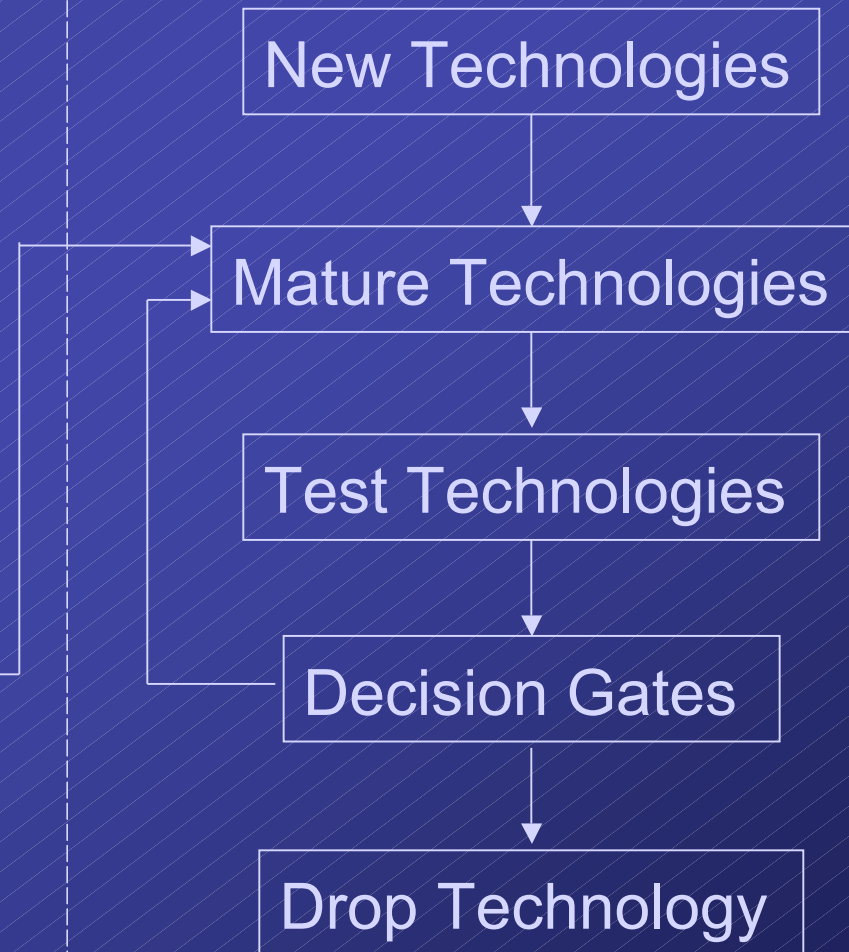 New Technologies
Mature Technologies
Test Technologies
Decision Gates
Drop Technology